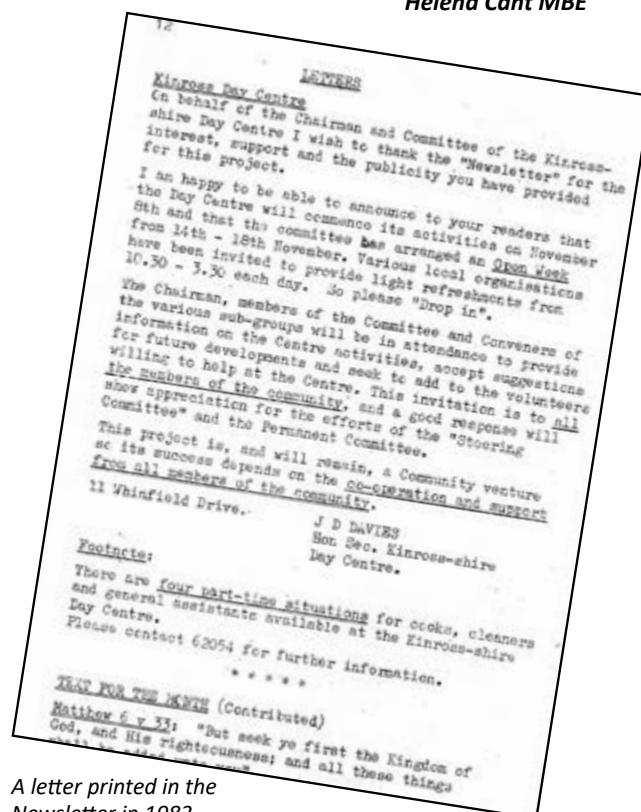 Helena Cant MBE
12
LETTERS
Kinross Day Centre
On behalf of the Chairman and Committee of the Kinross-
shire Day Centre I wish to thank the "Newsletter" for the
interest, support and the publicity you have provided
for this project.
I am happy to be able to announce to your readers that
the Day Centre will commence its activities on November
8th and that the committee has arranged an Open Week
from 14th - 18th November. Various local organisations
have been invited to provide light refreshments from
10.30 - 3.30 each day. So please "Drop in".
The Chairman, members of the Committee and Conveners of
the various sub-groups will be in attendance to provide
information on the Centre activities, accept suggestions
for future developments and seek to add to the volunteers
willing to help at the Centre. This invitation is to all
the members of the community, and a good response will
show appreciation for the efforts of the "Steering
Committee" and the Permanent Committee.
This project is, and will remain, a Community venture
so its success depends on the co-operation and support
from all members of the community.
11 Whinfield Drive.
J D DAVIES
Hon Sec. Kinross-shire
Day Centre.
Footnote:
There are four part-time situations for cooks, cleaners
and general assistants available at the Kinross-shire
Day Centre.
Please contact 62054 for further information.
* * * * *
TEXT FOR THE MONTH (Contributed)
Matthew 6 v 33: "But seek ye first the Kingdom of
God, and His righteousness; and all these things
A letter printed in the